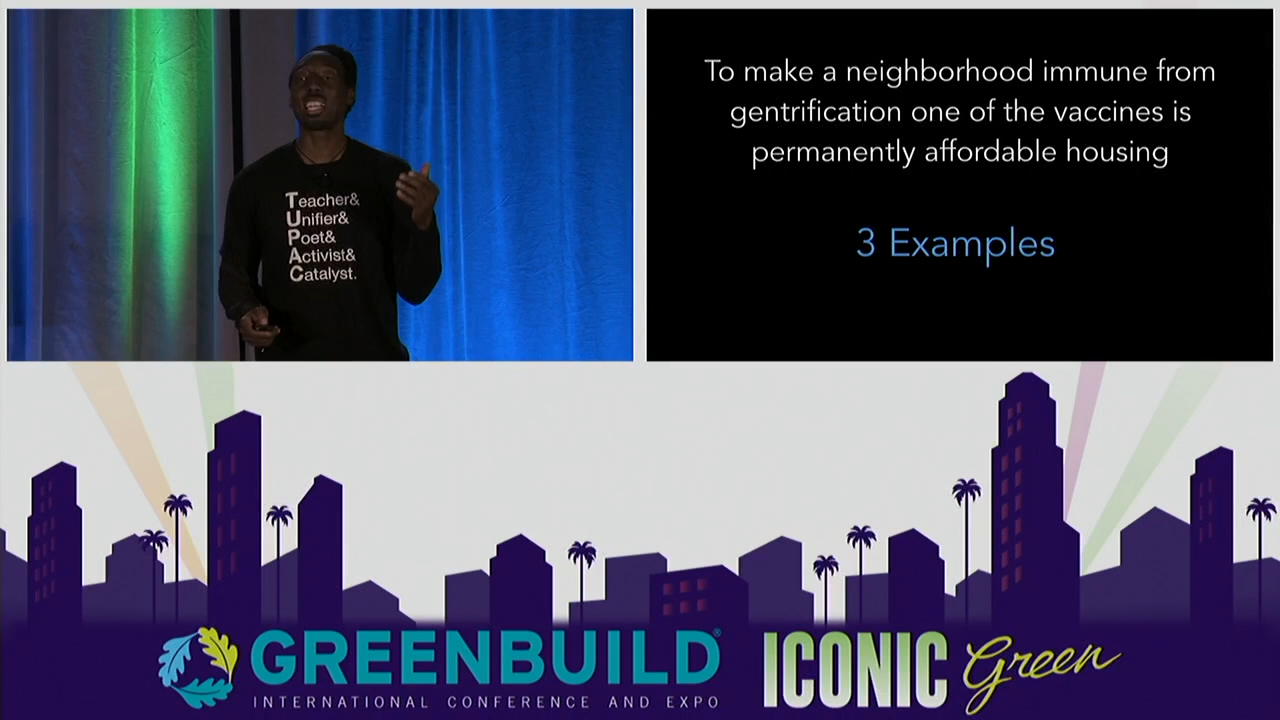 Teacher&
Unifier&
Poet&
Activist&
Catalyst.
To make a neighborhood immune from
gentrification one of the vaccines is
permanently affordable housing
3 Examples
GREENBUILD®
INTERNATIONAL CONFERENCE AND EXPO
ICONIC Green